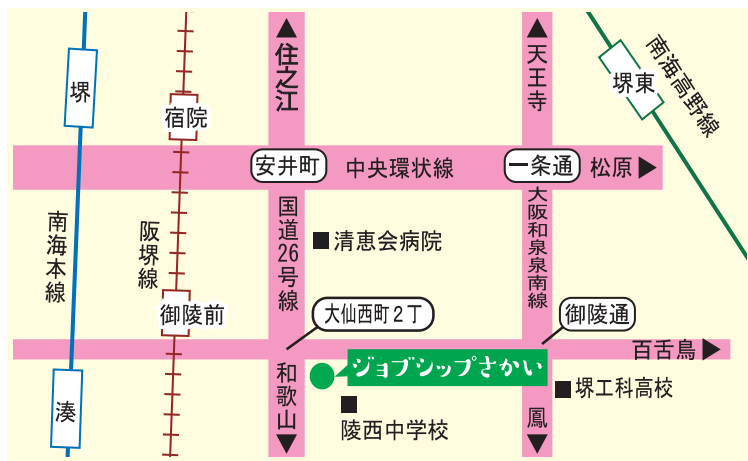 住之江
天王寺
堺東
南海高野線
堺
宿院
安井町
中央環状線
一条通
松原
南海本線
阪堺線
国道26号線
清恵会病院
大阪和泉泉南線
御陵前
大仙西町2丁
御陵通
百舌鳥
ジョブシップさかい
和歌山
堺工科高校
湊
陵西中学校
鳳